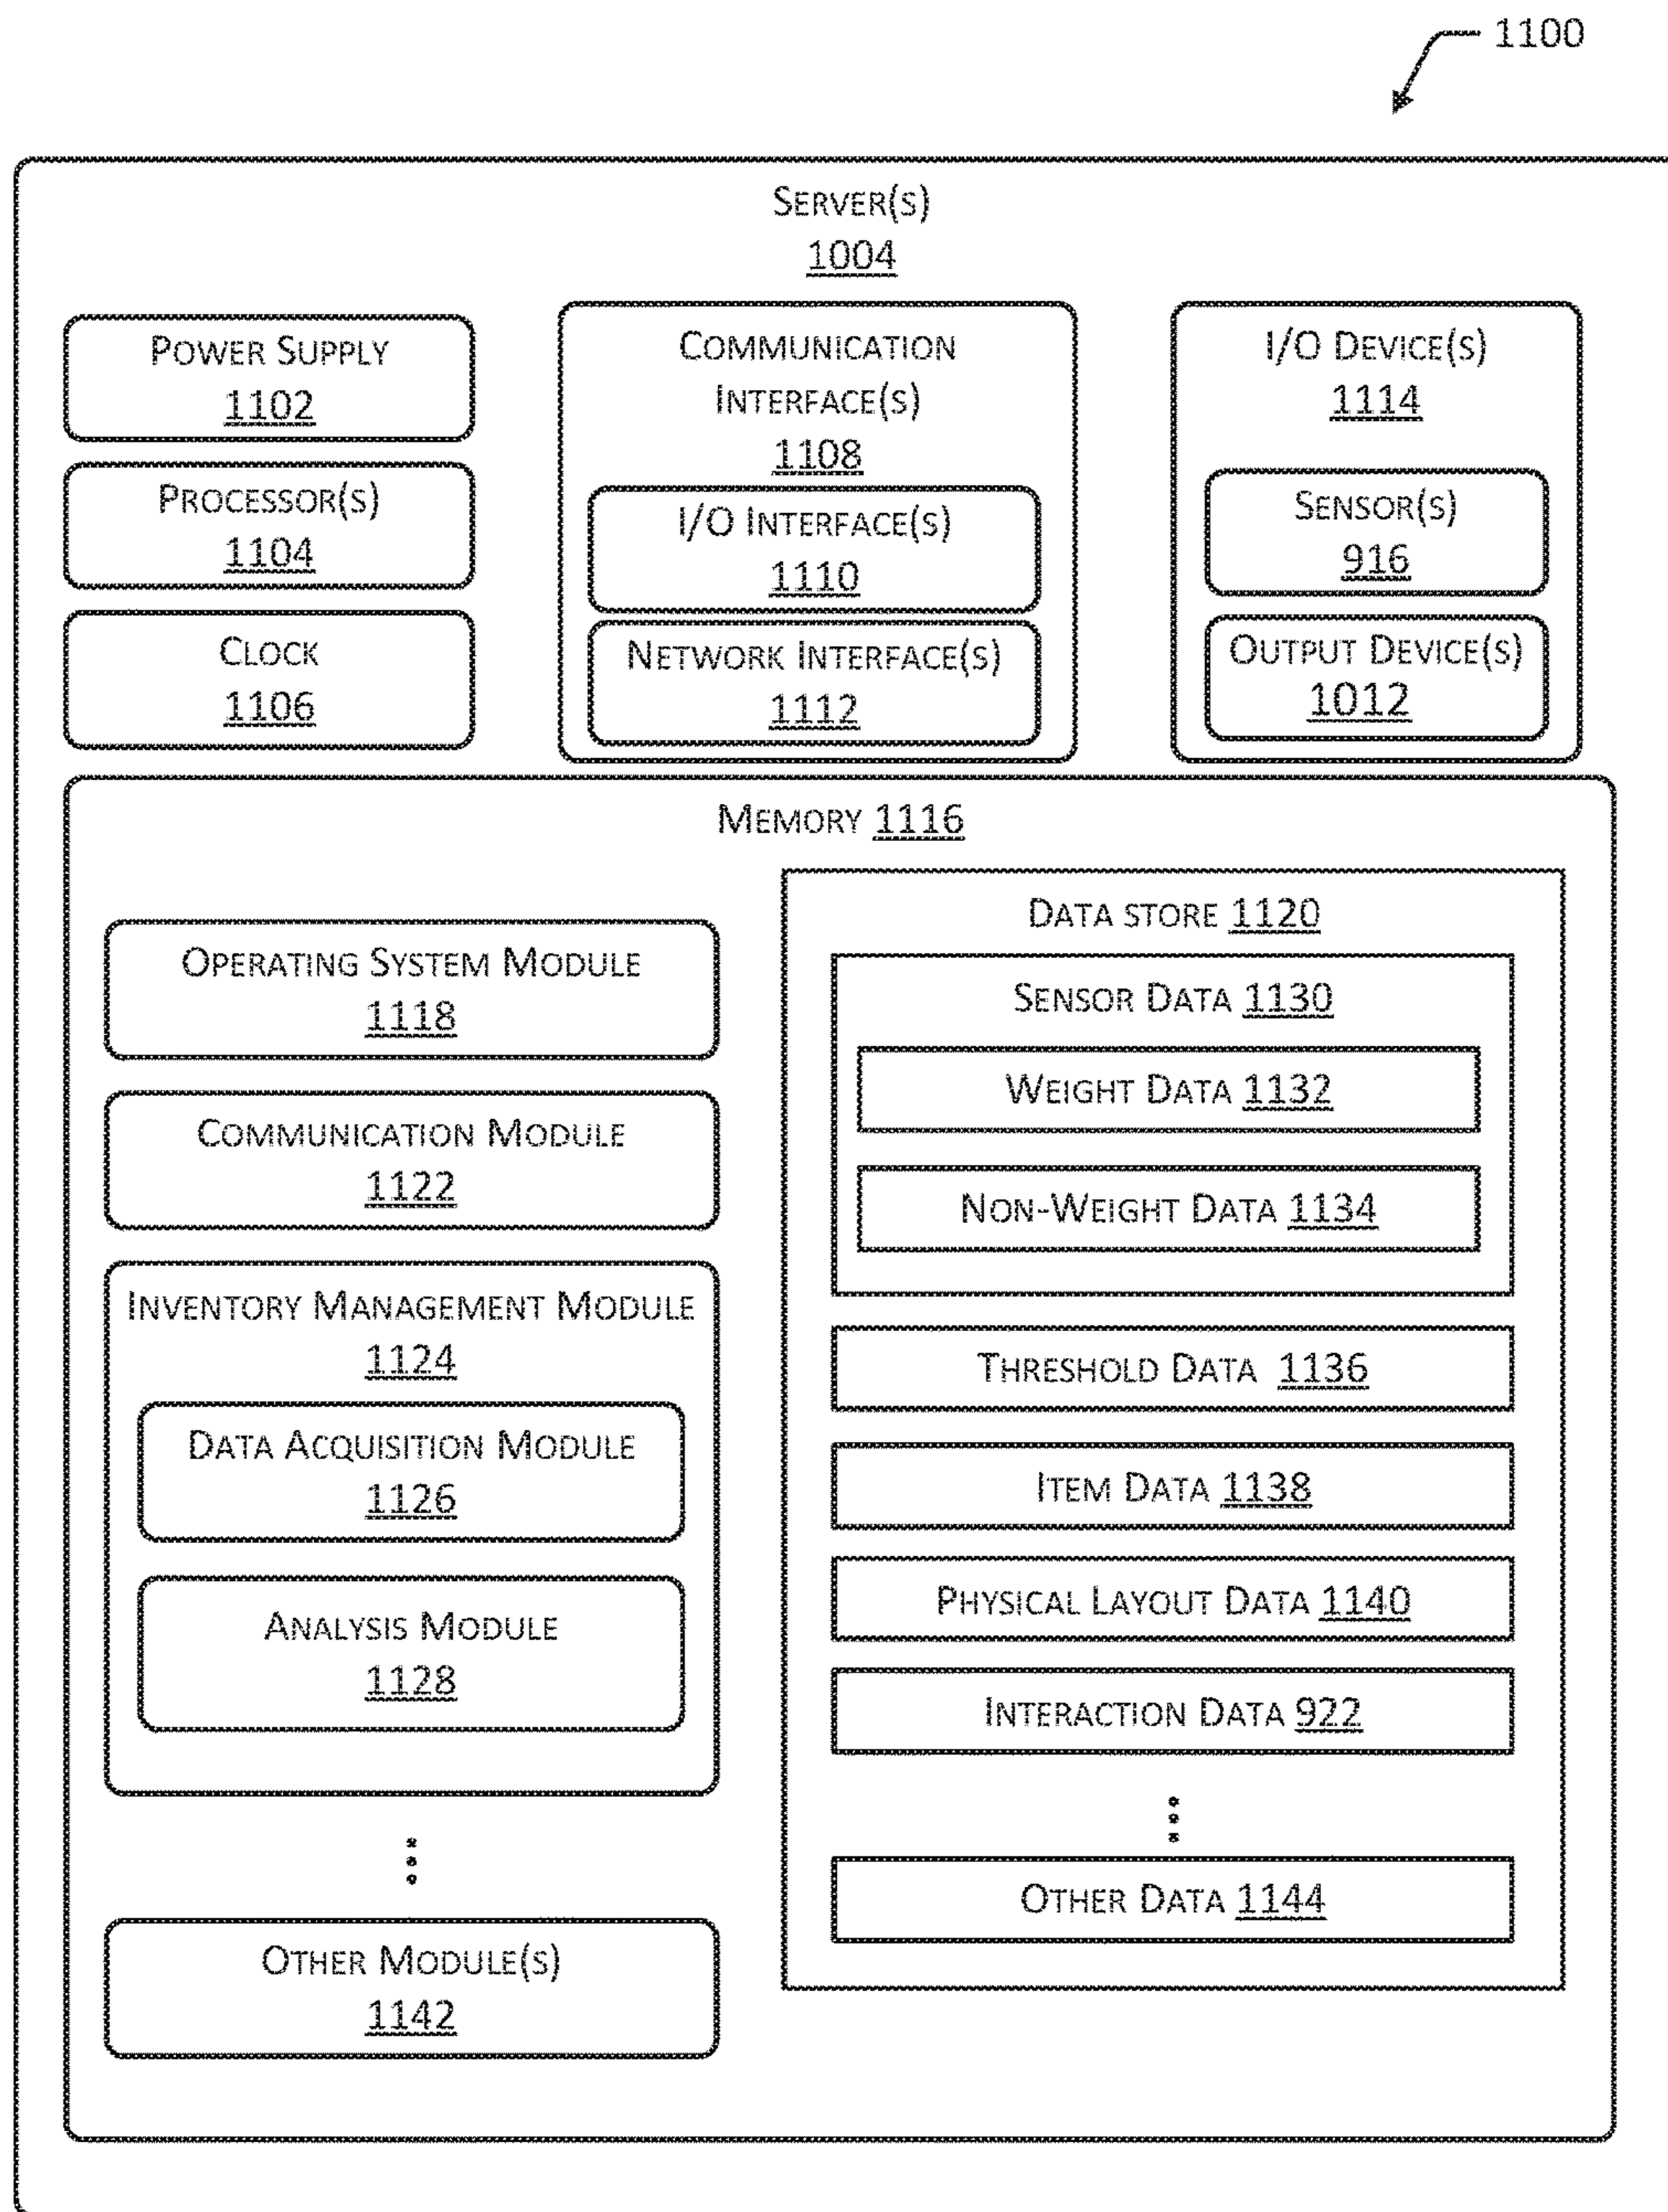 1100
SERVER(S)
1004
POWER SUPPLY
1102
PROCESSOR(S)
1104
CLOCK
1106
COMMUNICATION
INTERFACE(S)
1108
I/O INTERFACE(S)
1110
NETWORK INTERFACE(S)
1112
I/O DEVICE(S)
1114
SENSOR(S)
916
OUTPUT DEVICE(S)
1012
MEMORY 1116
OPERATING SYSTEM MODULE
1118
COMMUNICATION MODULE
1122
INVENTORY MANAGEMENT MODULE
1124
DATA ACQUISITION MODULE
1126
ANALYSIS MODULE
1128
OTHER MODULE(S)
1142
DATA STORE 1120
SENSOR DATA 1130
WEIGHT DATA 1132
NON-WEIGHT DATA 1134
THRESHOLD DATA 1136
ITEM DATA 1138
PHYSICAL LAYOUT DATA 1140
INTERACTION DATA 922
OTHER DATA 1144